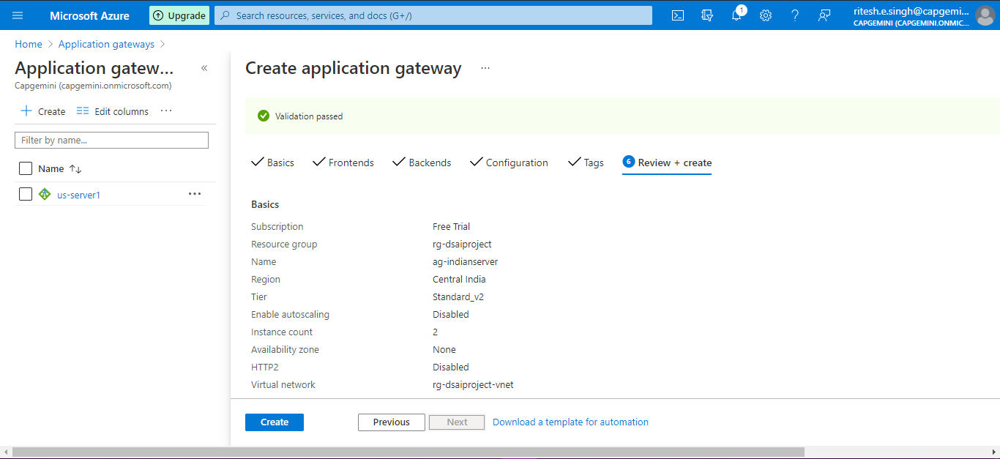 Microsoft Azure
Upgrade
Search resources, services, and docs (G+/)
1
ritesh.e.singh@capgemi...
CAPGEMINI (CAPGEMINI.ONMIC...
Home > Application gateways >
Application gatew...
«
Capgemini (capgemini.onmicrosoft.com)
+ Create
Edit columns
...
Filter by name...
Name ↑↓
us-server1
...
Create application gateway
...
Validation passed
Basics
Frontends
Backends
Configuration
Tags
6 Review + create
Basics
Subscription Free Trial
Resource group rg-dsaiproject
Name ag-indianserver
Region Central India
Tier Standard_v2
Enable autoscaling Disabled
Instance count 2
Availability zone None
HTTP2 Disabled
Virtual network rg-dsaiproject-vnet
Create
Previous
Next
Download a template for automation